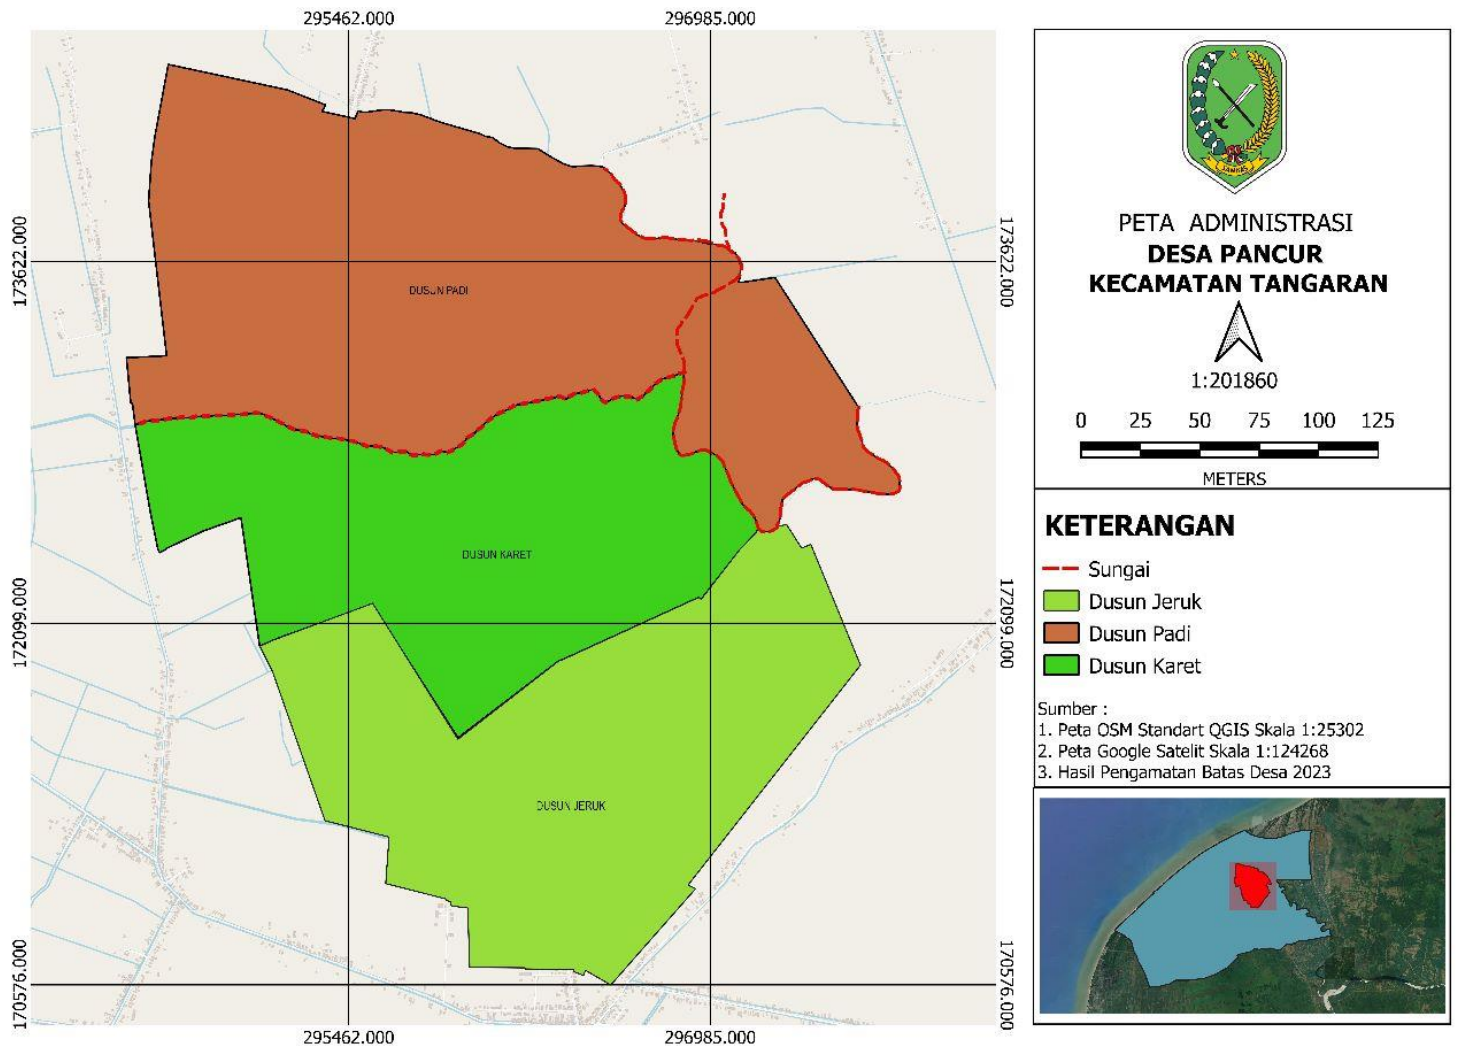 295462.000
296985.000
173622.000
173622.000
172099.000
172099.000
170576.000
170576.000
295462.000
296985.000
DUSUN PADI
DUSUN KARET
DUSUN JERUK
SAMBAS
PETA ADMINISTRASI
DESA PANCUR
KECAMATAN TANGARAN
1:201860
0 25 50 75 100 125
METERS
KETERANGAN
Sungai
Dusun Jeruk
Dusun Padi
Dusun Karet
Sumber :
1. Peta OSM Standart QGIS Skala 1:25302
2. Peta Google Satelit Skala 1:124268
3. Hasil Pengamatan Batas Desa 2023